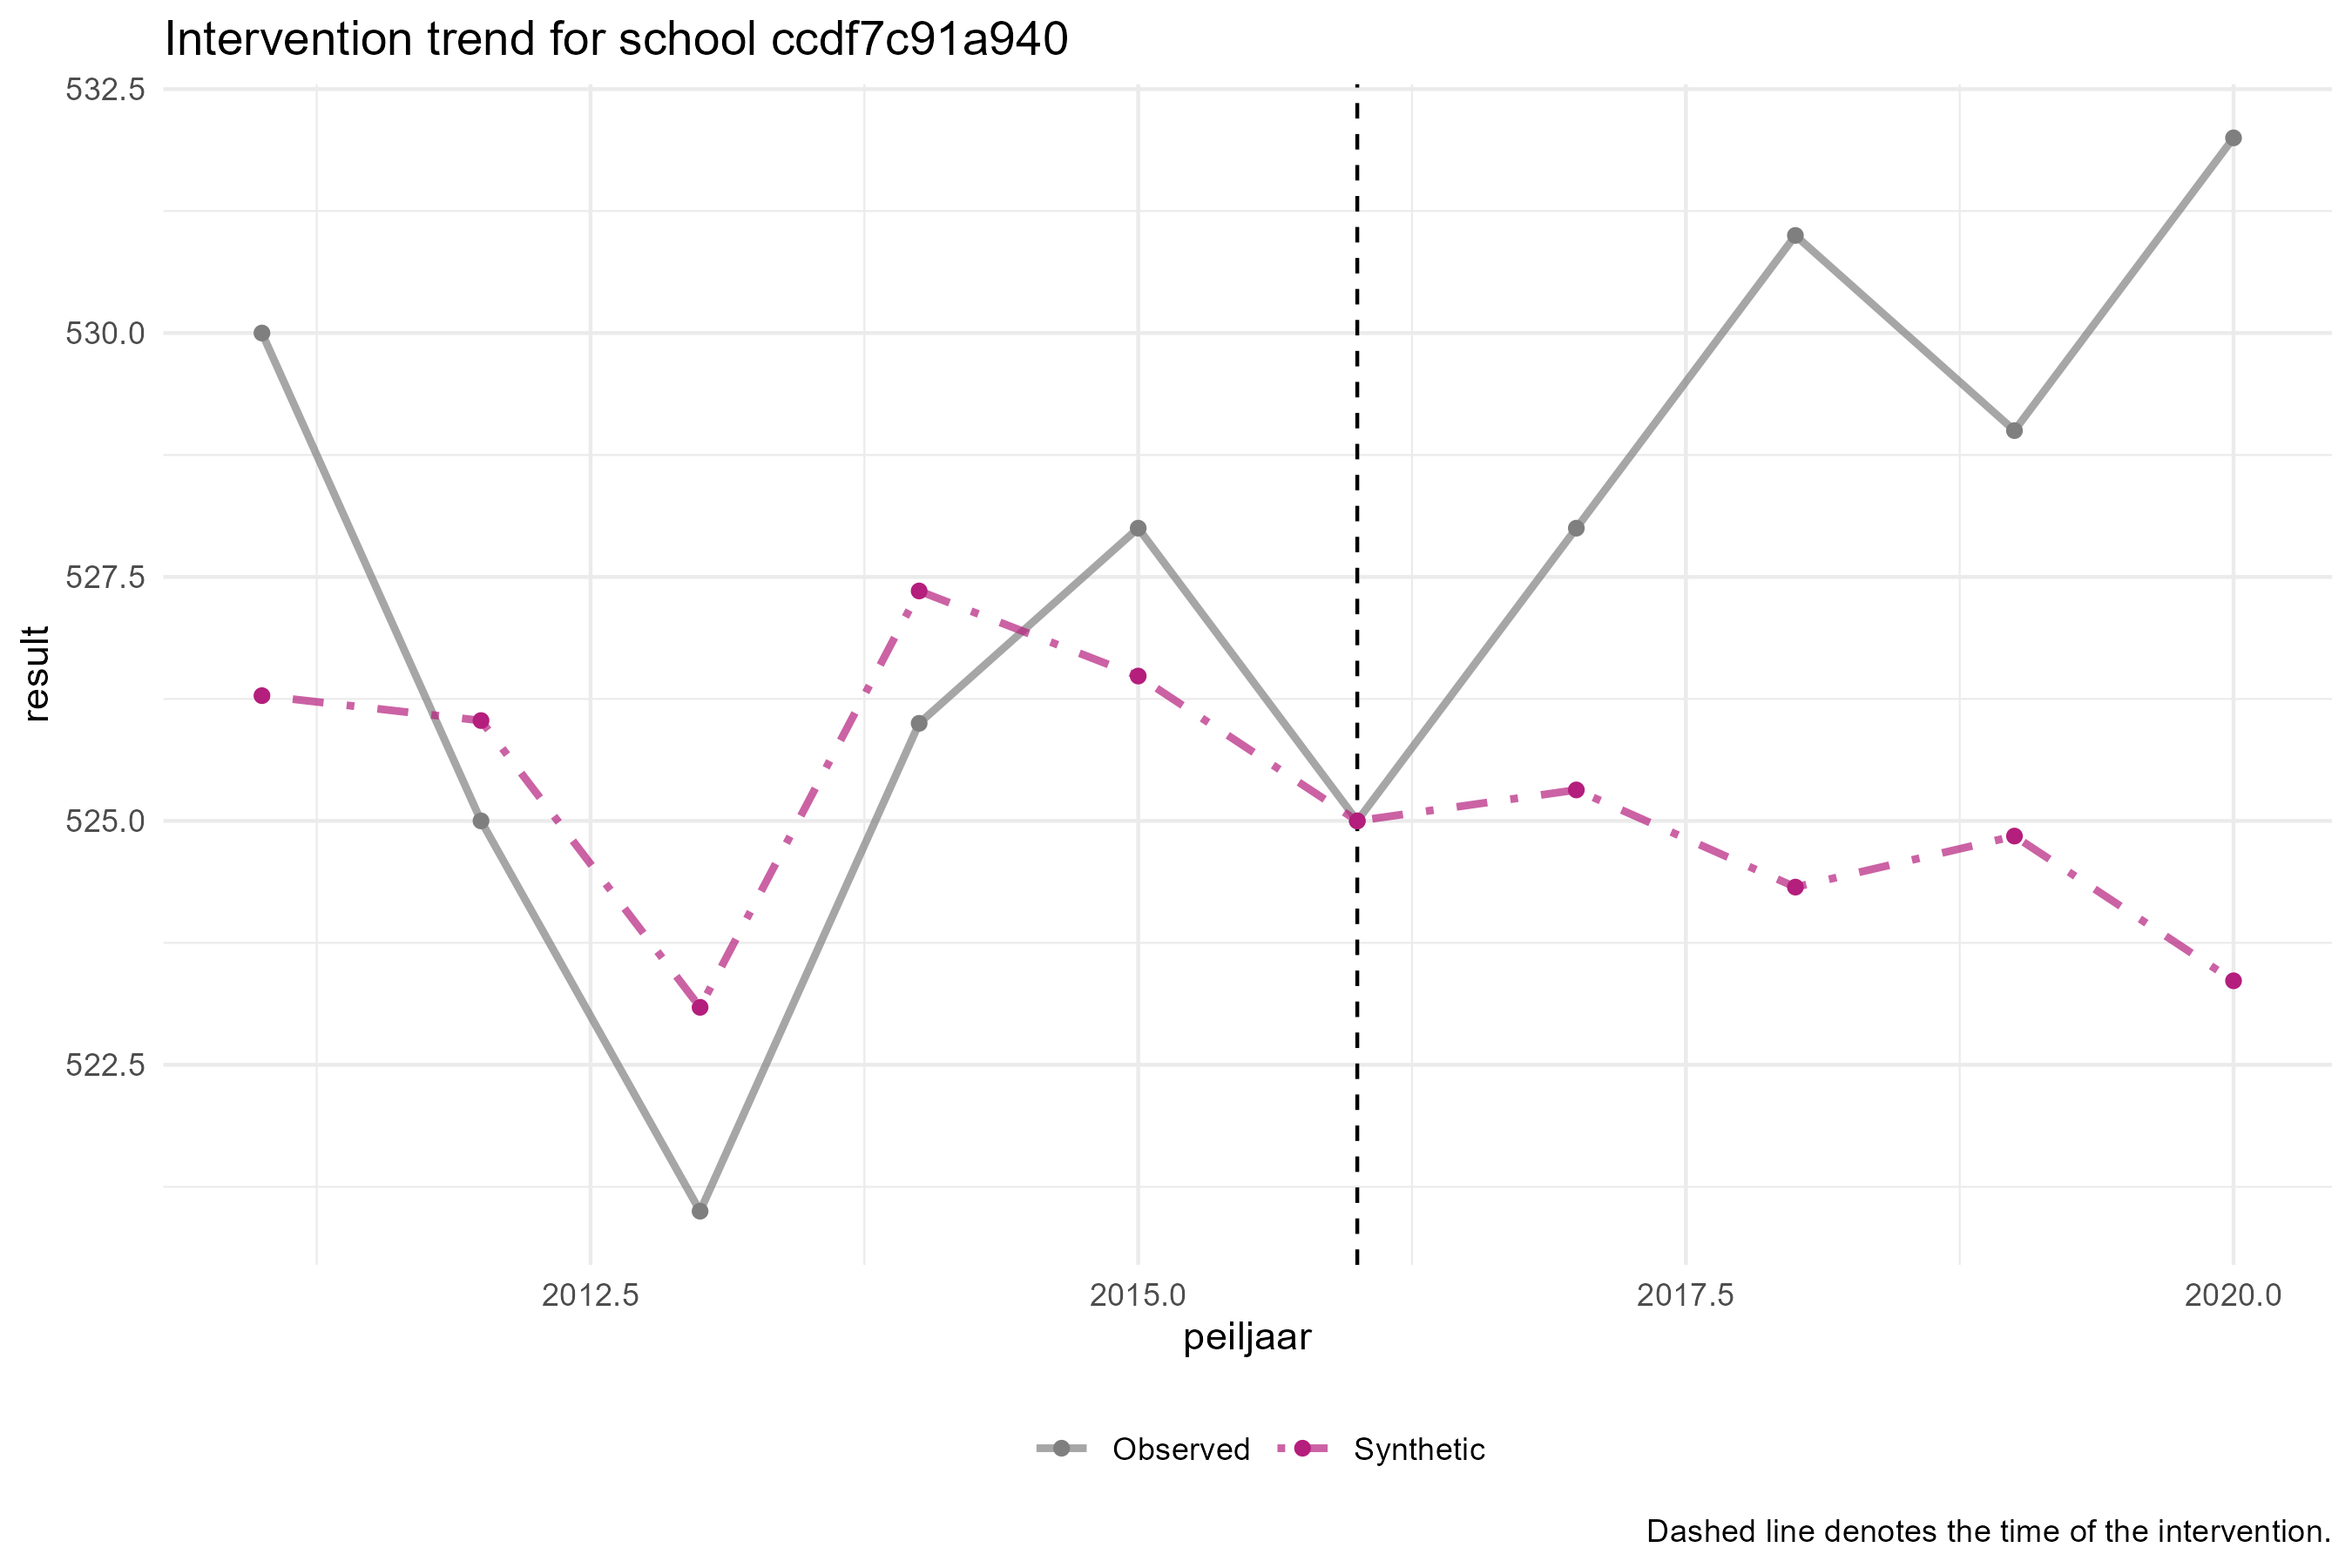 Intervention trend for school ccdf7c91a940
532.5
530.0
527.5
525.0
522.5
result
2012.5 2015.0 2017.5 2020.0
peiljaar
Observed Synthetic
Dashed line denotes the time of the intervention.